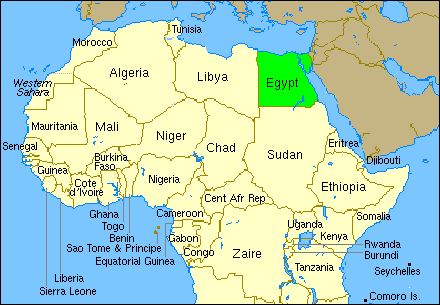 Tunisia
Morocco
Algeria
Libya
Egypt
Western
Sahara
Mauritania
Mali
Niger
Chad
Sudan
Eritrea
Senegal
Guinea
Burkina
Faso
Djibouti
Cote
d'Ivoire
Nigeria
Ethiopia
Cent Afr Rep
Ghana
Togo
Benin
Sao Tome & Principe
Equatorial Guinea
Cameroon
Somalia
Uganda
Kenya
Gabon
Congo
Zaire
Rwanda
Burundi
Tanzania
Seychelles
Liberia
Sierra Leone
Comoro Is.